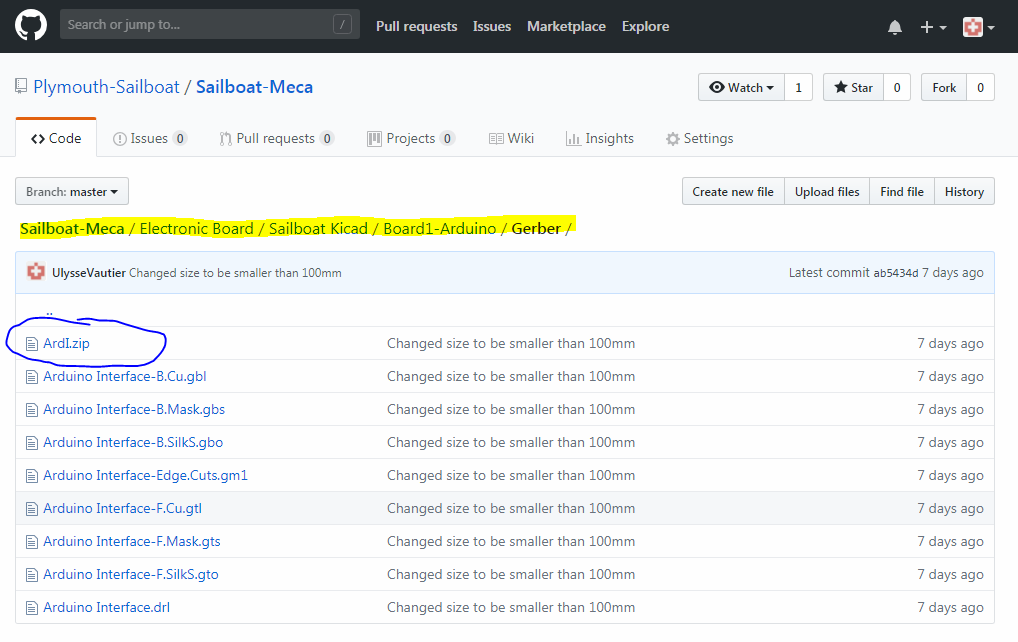 Search or jump to... /
Pull requests Issues Marketplace Explore
Plymouth-Sailboat / Sailboat-Meca
Watch 1 Star 0 Fork 0
Code Issues 0 Pull requests 0 Projects 0 Wiki Insights Settings
Branch: master Create new file Upload files Find file History
Sailboat-Meca / Electronic Board / Sailboat Kicad / Board1-Arduino / Gerber /
UlysseVautier Changed size to be smaller than 100mm Latest commit ab5434d 7 days ago
..
ArdI.zip Changed size to be smaller than 100mm 7 days ago
Arduino Interface-B.Cu.gbl Changed size to be smaller than 100mm 7 days ago
Arduino Interface-B.Mask.gbs Changed size to be smaller than 100mm 7 days ago
Arduino Interface-B.SilkS.gbo Changed size to be smaller than 100mm 7 days ago
Arduino Interface-Edge.Cuts.gm1 Changed size to be smaller than 100mm 7 days ago
Arduino Interface-F.Cu.gtl Changed size to be smaller than 100mm 7 days ago
Arduino Interface-F.Mask.gts Changed size to be smaller than 100mm 7 days ago
Arduino Interface-F.SilkS.gto Changed size to be smaller than 100mm 7 days ago
Arduino Interface.drl Changed size to be smaller than 100mm 7 days ago